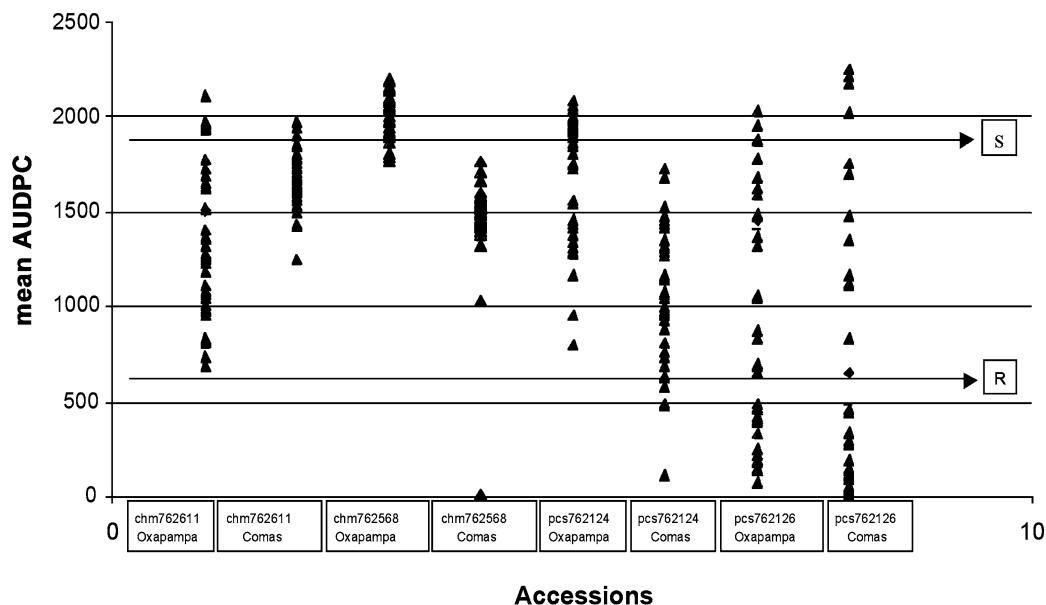 2500
2000
1500
1000
500
0
mean AUDPC
S
R
0
10
chm762611
Oxapampa
chm762611
Comas
chm762568
Oxapampa
chm762568
Comas
pcs762124
Oxapampa
pcs762124
Comas
pcs762126
Oxapampa
pcs762126
Comas
Accessions